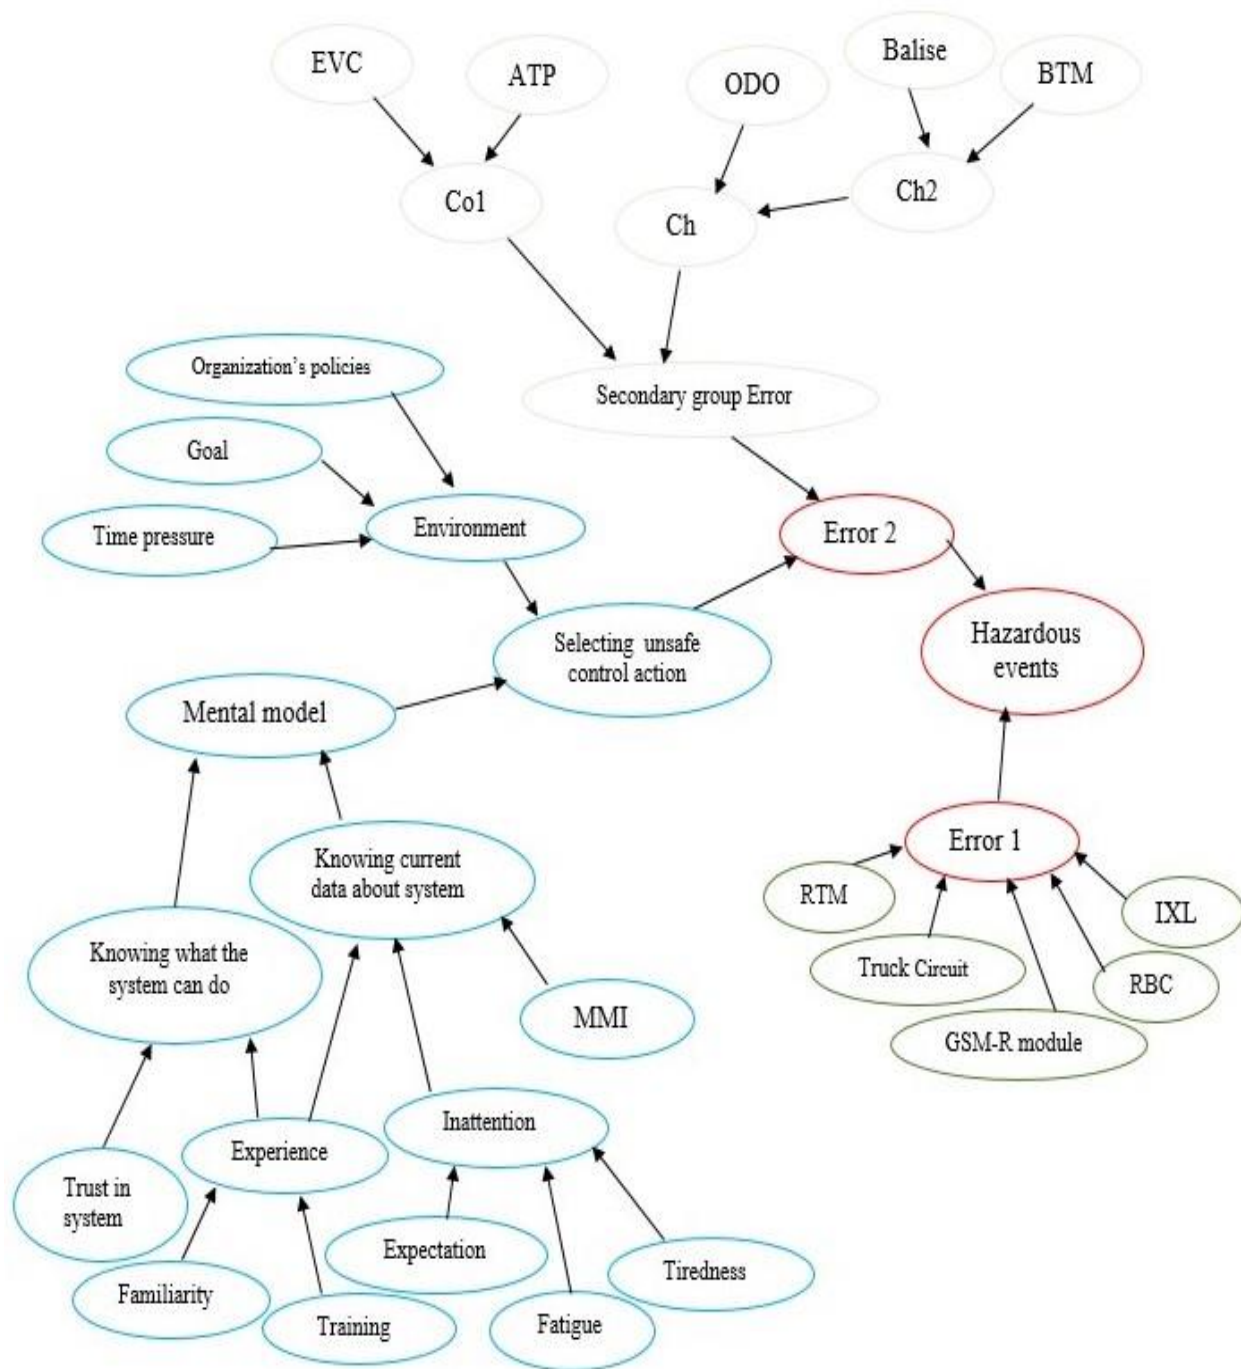 EVC
ATP
ODO
Balise
BTM
Co1
Ch
Ch2
Organization's policies
Secondary group Error
Goal
Time pressure
Environment
Error 2
Selecting unsafe
control action
Hazardous
events
Mental model
Knowing current
data about system
Error 1
RTM
IXL
Knowing what the
system can do
Truck Circuit
RBC
MMI
GSM-R module
Inattention
Experience
Trust in
system
Expectation
Tiredness
Familiarity
Training
Fatigue